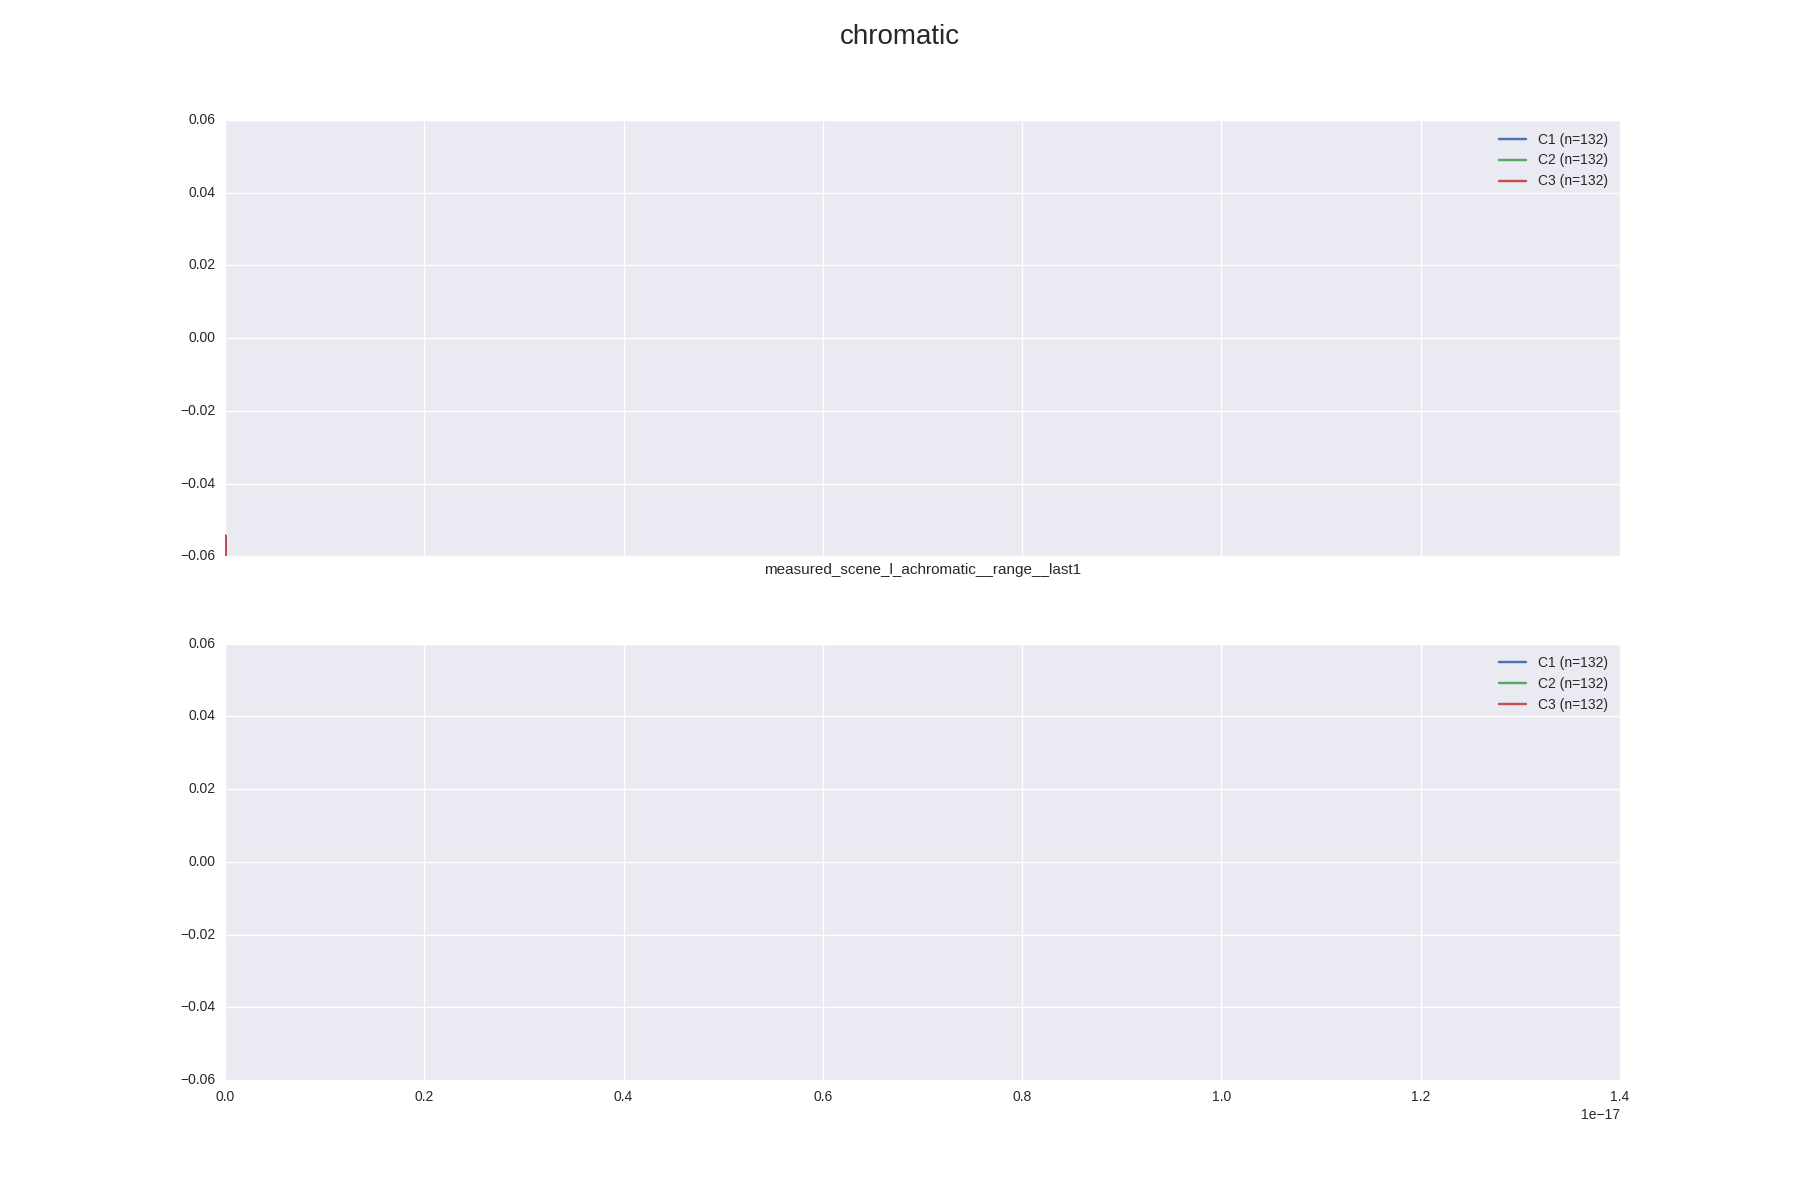 chromatic
0.06
C1 (n=132)
C2 (n=132)
C3 (n=132)
0.04
0.02
0.00
−0.02
−0.04
−0.06
measured_scene_l_achromatic__range__last1
0.06
C1 (n=132)
C2 (n=132)
C3 (n=132)
0.04
0.02
0.00
−0.02
−0.04
−0.06
0.0 0.2 0.4 0.6 0.8 1.0 1.2 1.4
1e−17